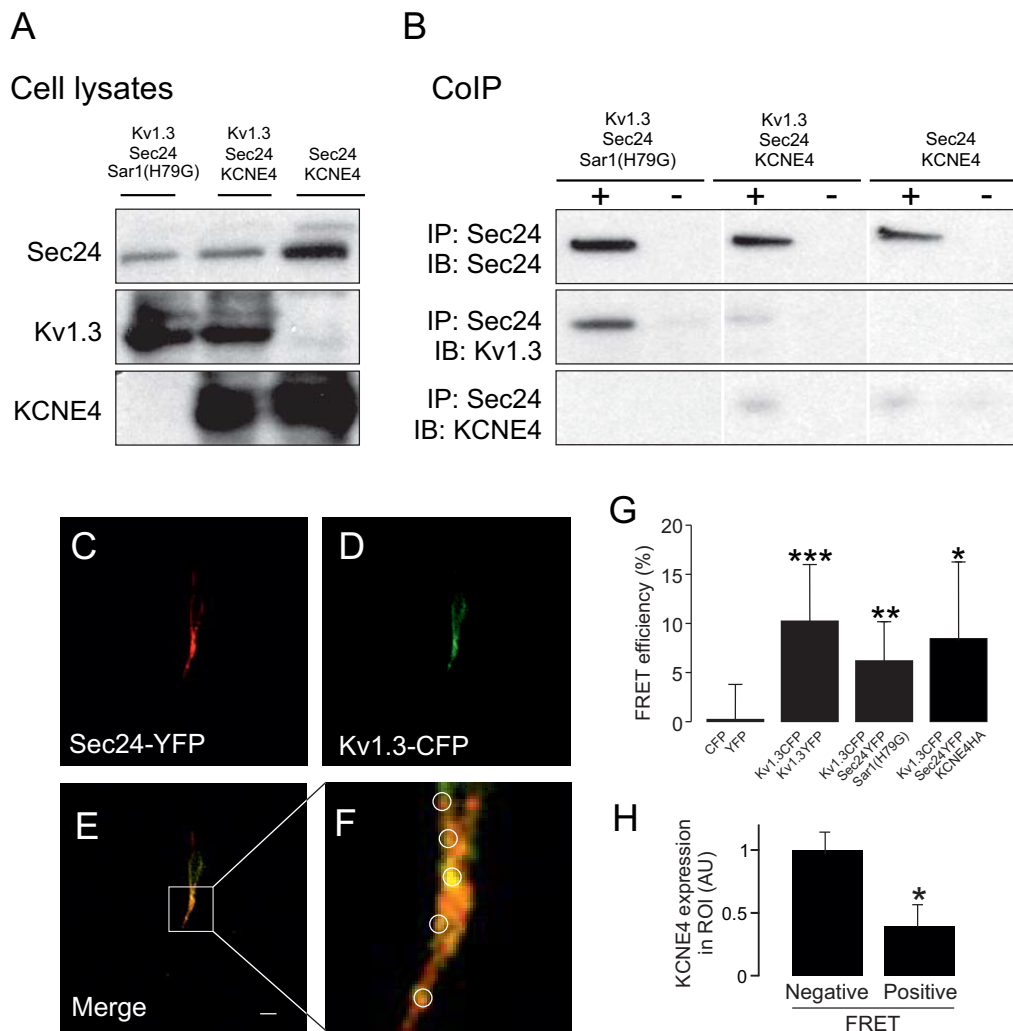 A
B
Cell lysates
CoIP
Kv1.3
Sec24
Sar1(H79G)
Kv1.3
Sec24
KCNE4
Sec24
KCNE4
Kv1.3
Sec24
Sar1(H79G)
Kv1.3
Sec24
KCNE4
Sec24
KCNE4
+ - + - + -
Sec24
Kv1.3
KCNE4
IP: Sec24
IB: Sec24
IP: Sec24
IB: Kv1.3
IP: Sec24
IB: KCNE4
C
Sec24-YFP
D
Kv1.3-CFP
E
Merge
F
G
FRET efficiency (%)
20
15
10
5
0
***
**
*
CFP
YFP
Kv1.3CFP
Kv1.3YFP
Kv1.3CFP
Sec24YFP
Sar1(H79G)
Kv1.3CFP
Sec24YFP
KCNE4HA
H
KCNE4 expression
in ROI (AU)
1
0.5
0
*
Negative Positive
FRET